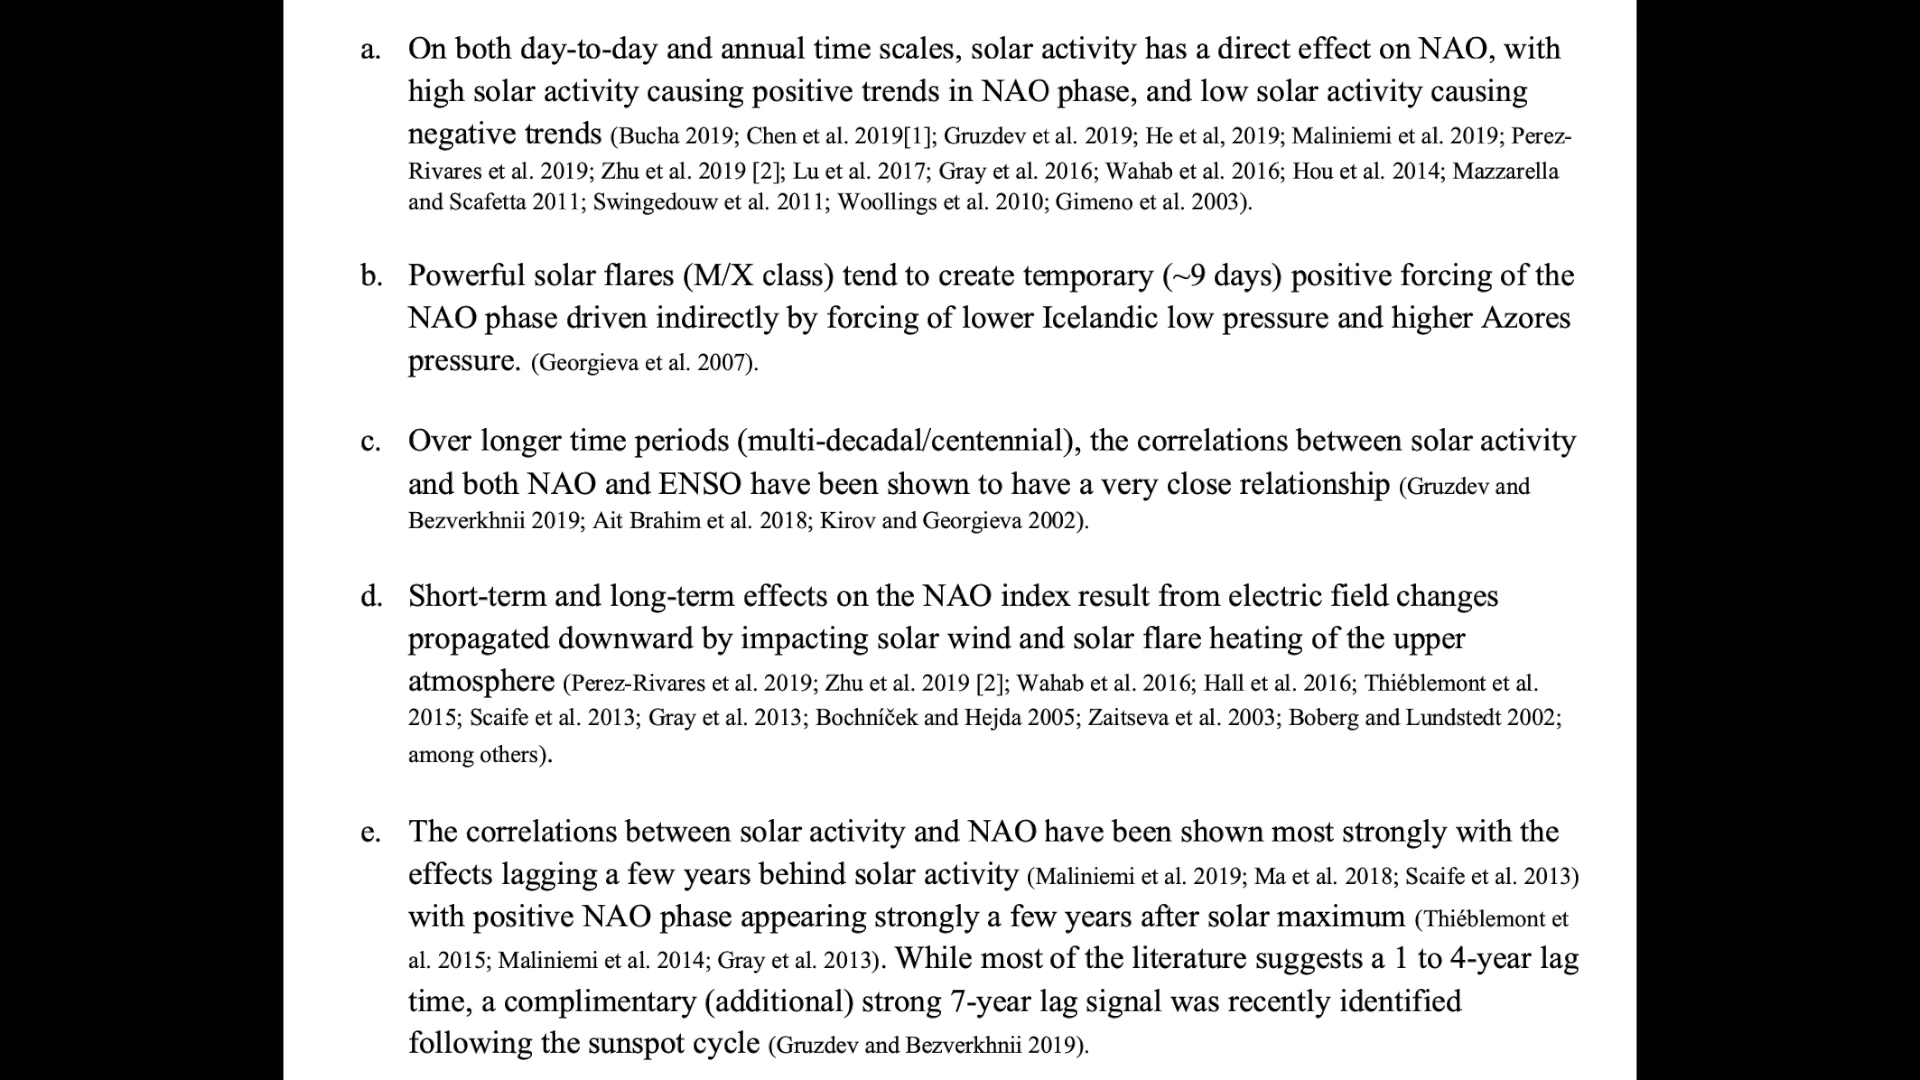 a. On both day-to-day and annual time scales, solar activity has a direct effect on NAO, with
high solar activity causing positive trends in NAO phase, and low solar activity causing
negative trends (Bucha 2019; Chen et al. 2019[1]; Gruzdev et al. 2019; He et al, 2019; Maliniemi et al. 2019; Perez-
Rivares et al. 2019; Zhu et al. 2019 [2]; Lu et al. 2017; Gray et al. 2016; Wahab et al. 2016; Hou et al. 2014; Mazzarella
and Scafetta 2011; Swingedouw et al. 2011; Woollings et al. 2010; Gimeno et al. 2003).
b. Powerful solar flares (M/X class) tend to create temporary (~9 days) positive forcing of the
NAO phase driven indirectly by forcing of lower Icelandic low pressure and higher Azores
pressure. (Georgieva et al. 2007).
c. Over longer time periods (multi-decadal/centennial), the correlations between solar activity
and both NAO and ENSO have been shown to have a very close relationship (Gruzdev and
Bezverkhnii 2019; Ait Brahim et al. 2018; Kirov and Georgieva 2002).
d. Short-term and long-term effects on the NAO index result from electric field changes
propagated downward by impacting solar wind and solar flare heating of the upper
atmosphere (Perez-Rivares et al. 2019; Zhu et al. 2019 [2]; Wahab et al. 2016; Hall et al. 2016; Thiéblemont et al.
2015; Scaife et al. 2013; Gray et al. 2013; Bochníček and Hejda 2005; Zaitseva et al. 2003; Boberg and Lundstedt 2002;
among others).
e. The correlations between solar activity and NAO have been shown most strongly with the
effects lagging a few years behind solar activity (Maliniemi et al. 2019; Ma et al. 2018; Scaife et al. 2013)
with positive NAO phase appearing strongly a few years after solar maximum (Thiéblemont et
al. 2015; Maliniemi et al. 2014; Gray et al. 2013). While most of the literature suggests a 1 to 4-year lag
time, a complimentary (additional) strong 7-year lag signal was recently identified
following the sunspot cycle (Gruzdev and Bezverkhnii 2019).